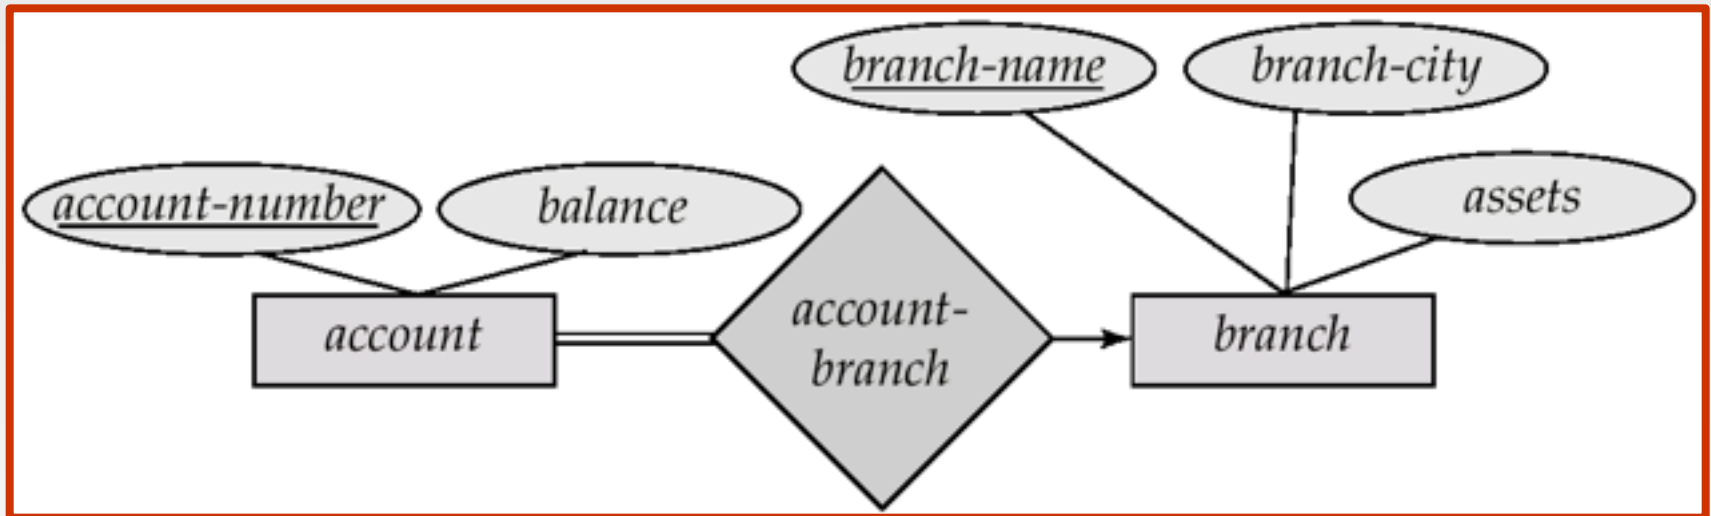 branch-name
branch-city
account-number
balance
assets
account
account-
branch
branch